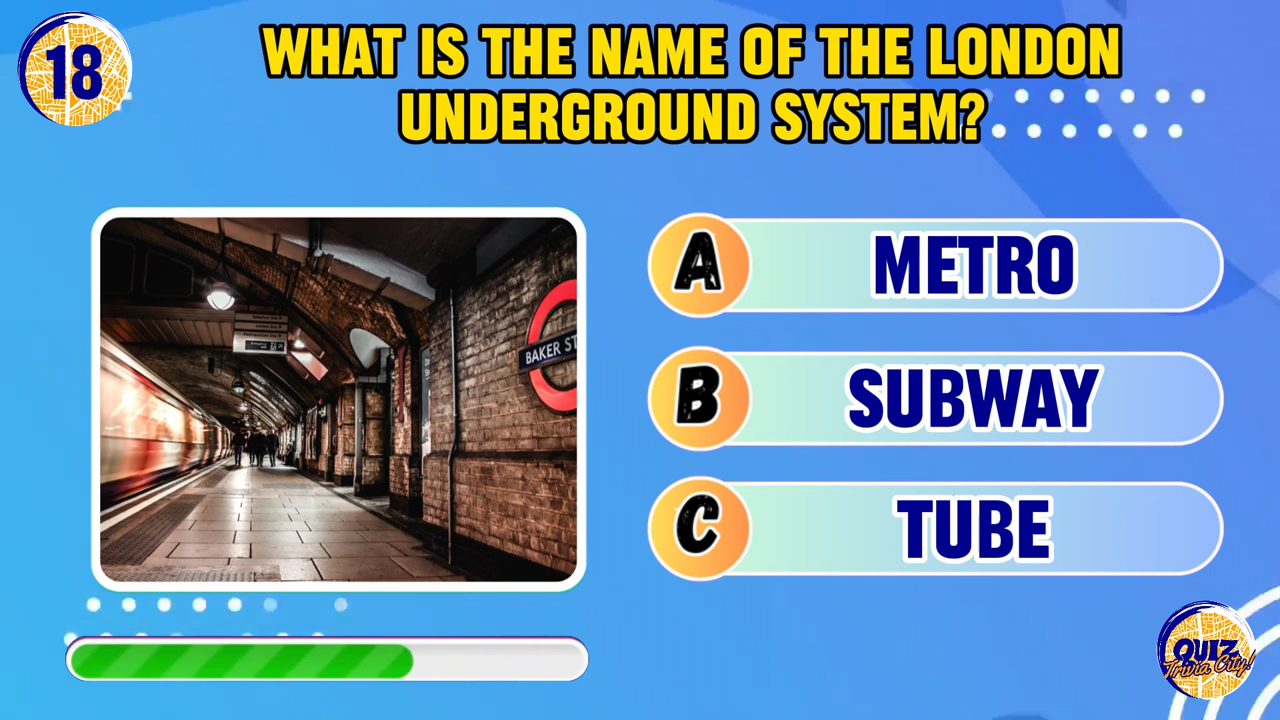 18
WHAT IS THE NAME OF THE LONDON
UNDERGROUND SYSTEM?
BAKER ST
A METRO
B SUBWAY
C TUBE
QUIZ
Trivia City!